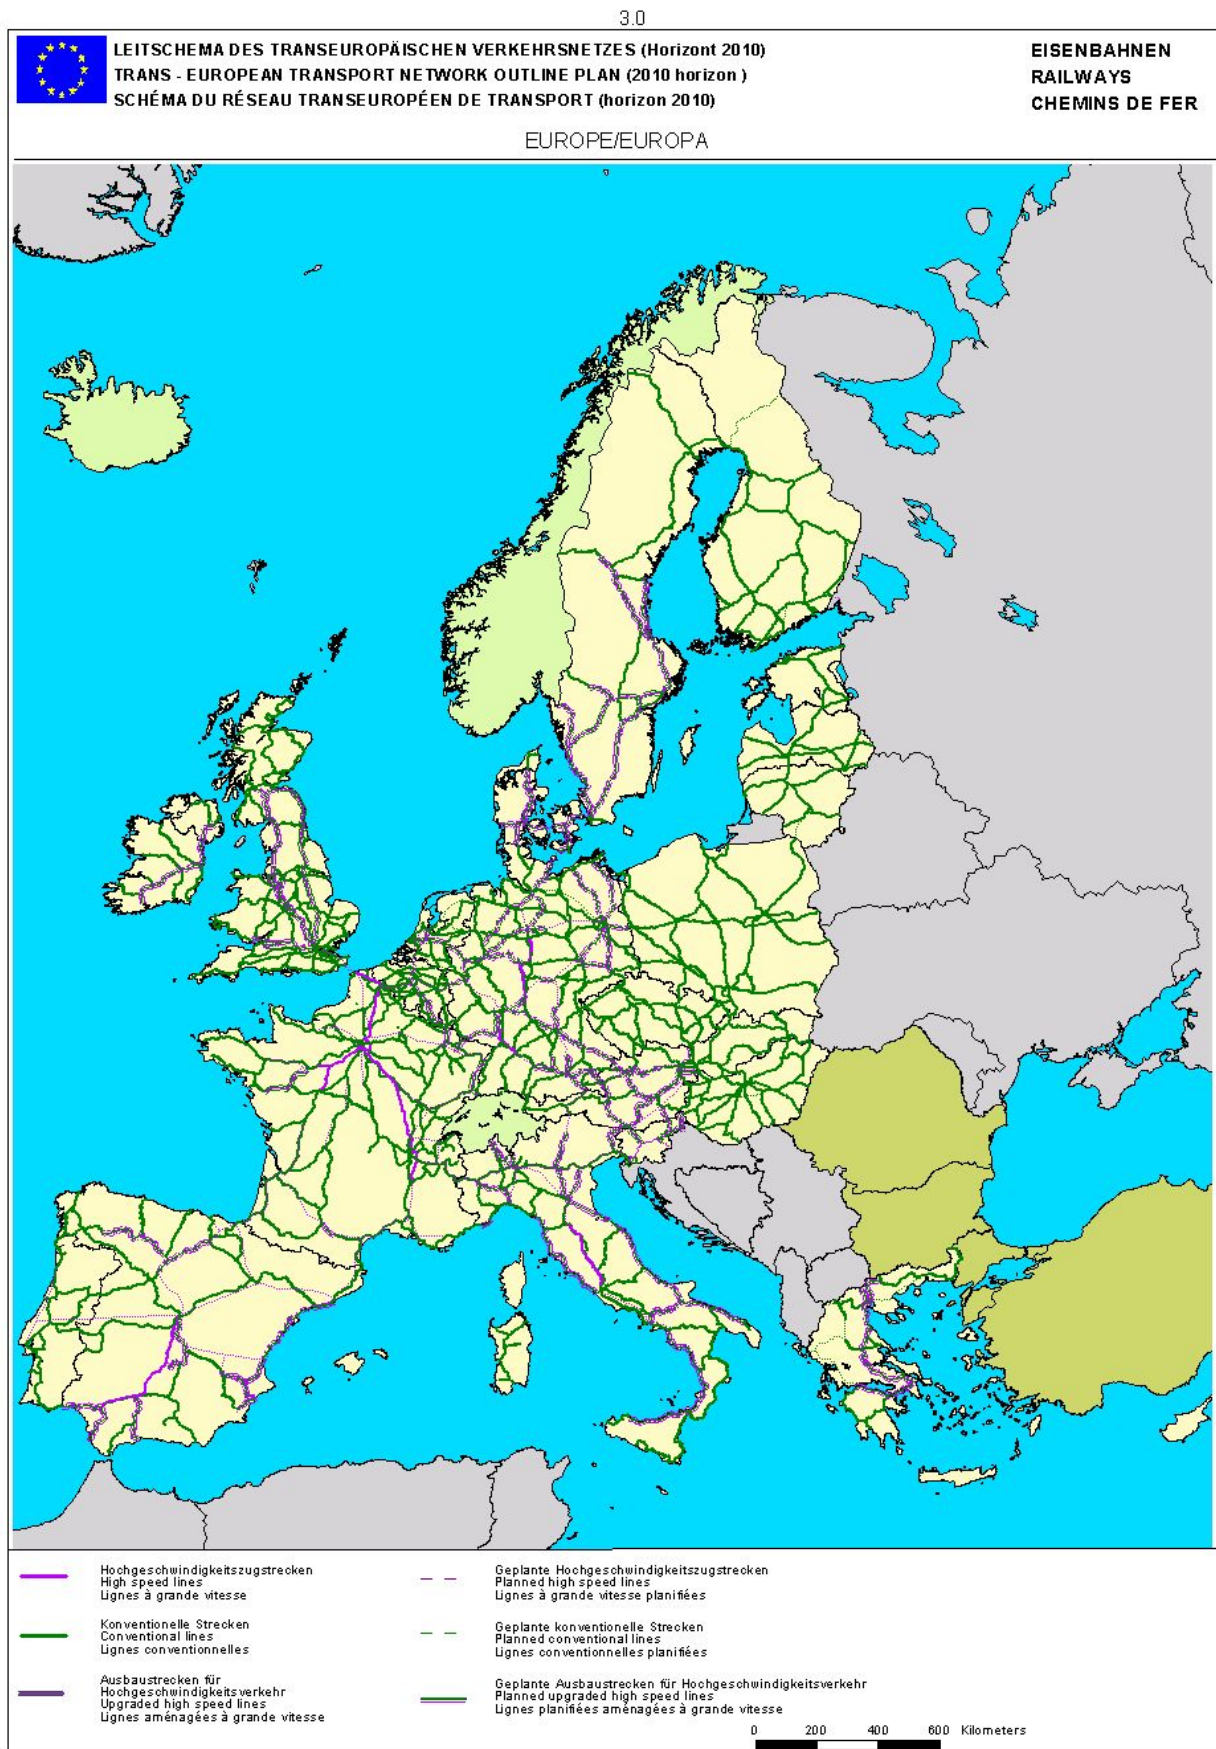 3.0
LEITSCHEMA DES TRANSEUROPÄISCHEN VERKEHRSNETZES (Horizont 2010)
TRANS - EUROPEAN TRANSPORT NETWORK OUTLINE PLAN (2010 horizon )
SCHÉMA DU RÉSEAU TRANSEUROPÉEN DE TRANSPORT (horizon 2010)
EISENBAHNEN
RAILWAYS
CHEMINS DE FER
EUROPE/EUROPA
Hochgeschwindigkeitszugstrecken
High speed lines
Lignes à grande vitesse
Geplante Hochgeschwindigkeitszugstrecken
Planned high speed lines
Lignes à grande vitesse planifiées
Konventionelle Strecken
Conventional lines
Lignes conventionnelles
Geplante konventionelle Strecken
Planned conventional lines
Lignes conventionnelles planifiées
Ausbaustrecken für
Hochgeschwindigkeitsverkehr
Upgraded high speed lines
Lignes aménagées à grande vitesse
Geplante Ausbaustrecken für Hochgeschwindigkeitsverkehr
Planned upgraded high speed lines
Lignes planifiées aménagées à grande vitesse
0 200 400 600 Kilometers